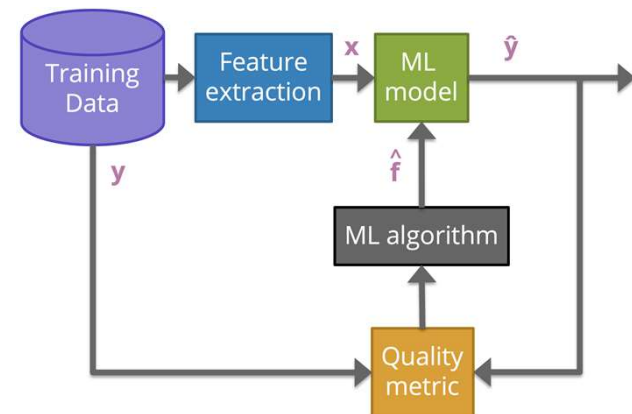 Training
Data
Feature
extraction
x
ML
model
ŷ
y
f̂
ML algorithm
Quality
metric